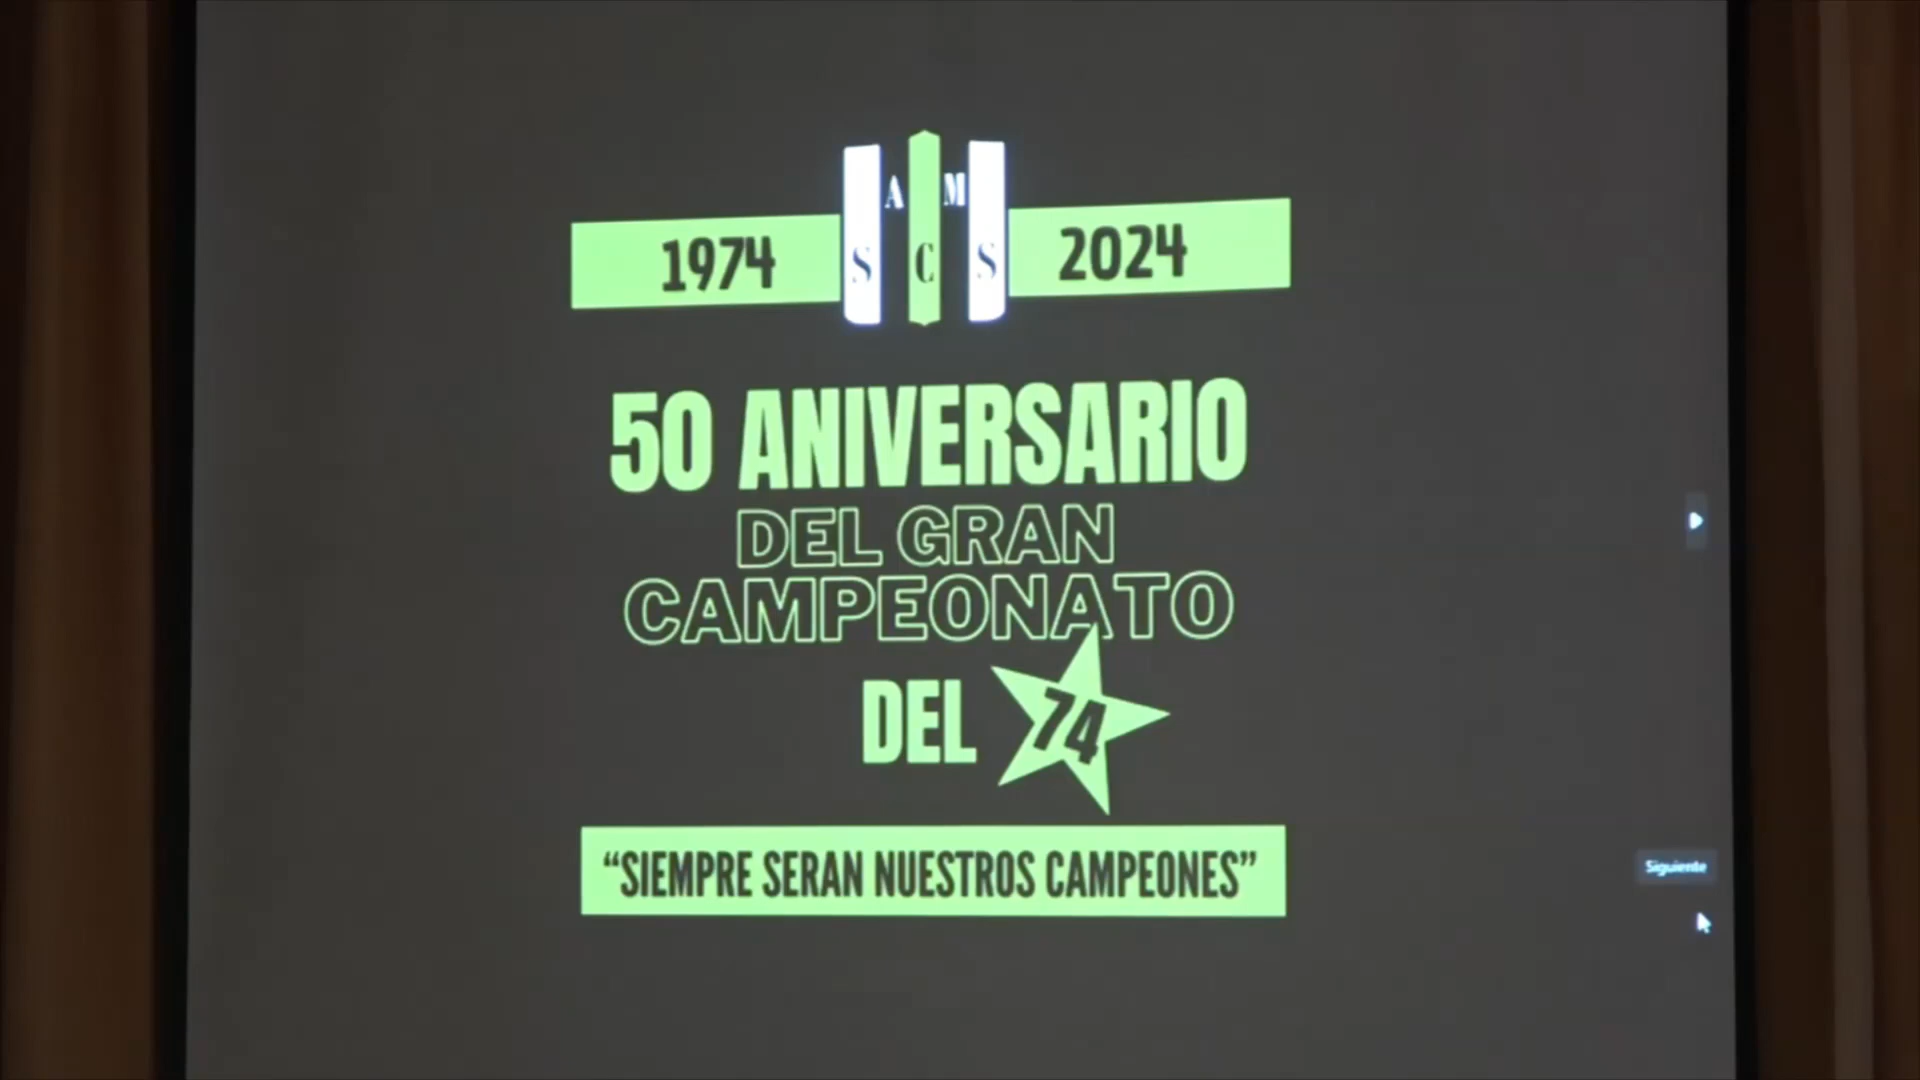 A M
1974 S C S 2024
50 ANIVERSARIO
DEL GRAN
CAMPEONATO
DEL 74
“SIEMPRE SERAN NUESTROS CAMPEONES”
Siguiente